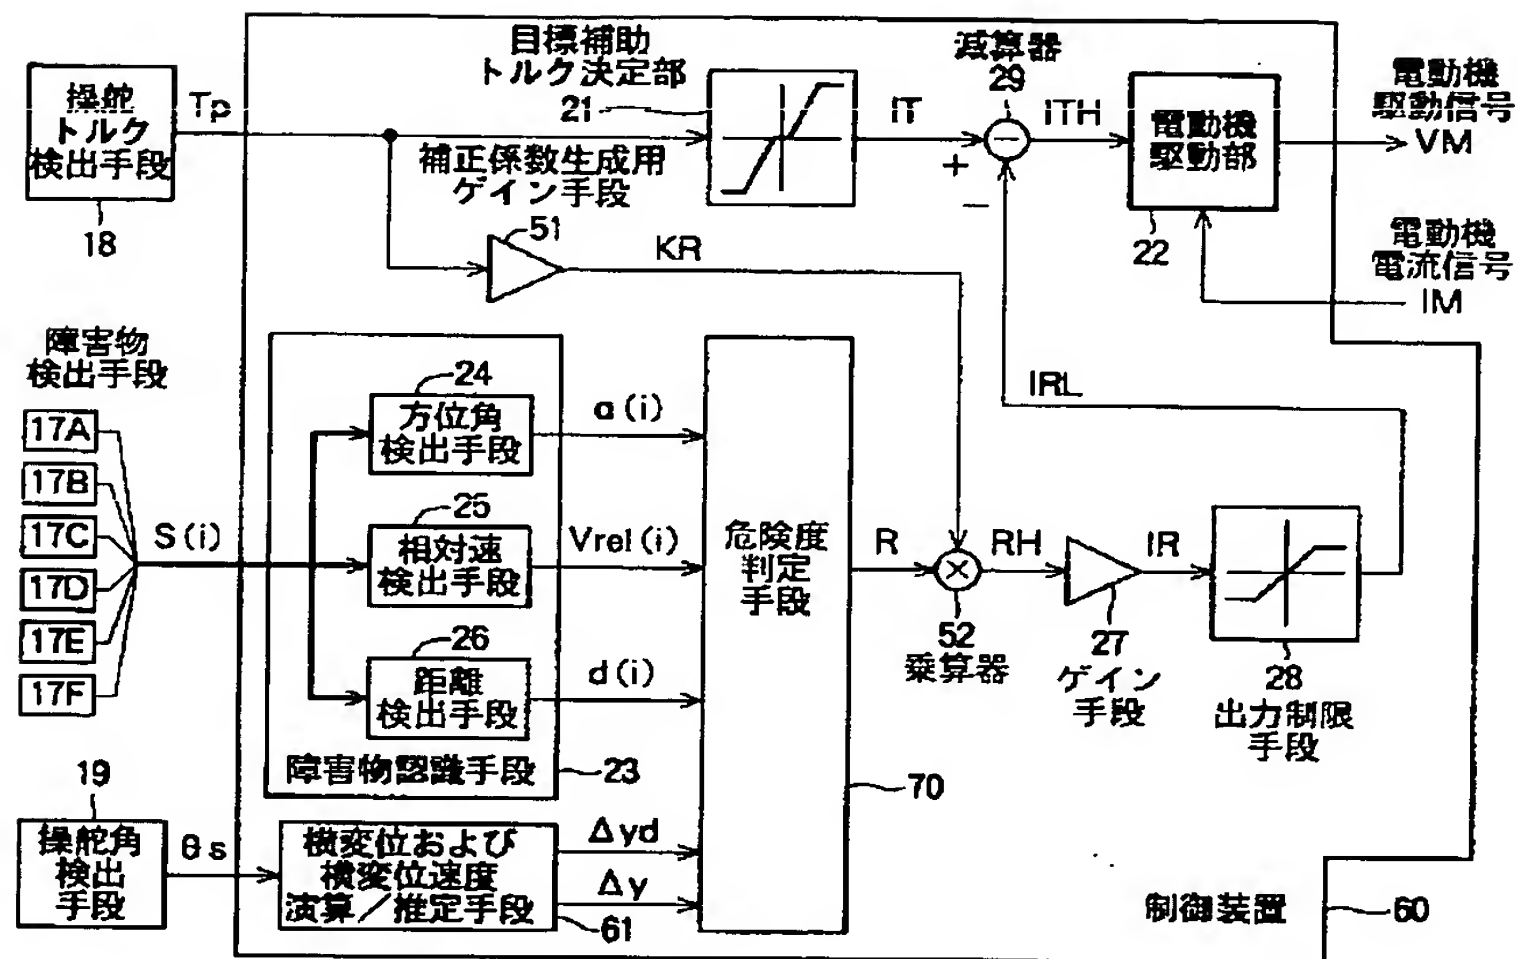 操舵
トルク
検出手段
18
Tp
目標補助
トルク決定部
21
IT
減算器
29
+
−
−
ITH
電動機
駆動部
22
電動機
駆動信号
VM
電動機
電流信号
IM
補正係数生成用
ゲイン手段
51
KR
障害物
検出手段
17A
17B
17C
17D
17E
17F
S(i)
24
方位角
検出手段
α(i)
25
相対速
検出手段
Vrel(i)
26
距離
検出手段
d(i)
障害物認識手段
23
危険度
判定
手段
70
R
×
52
乗算器
RH
27
ゲイン
手段
IR
28
出力制限
手段
IRL
19
操舵角
検出
手段
θs
横変位および
横変位速度
演算／推定手段
61
Δyd
Δy
制御装置
60